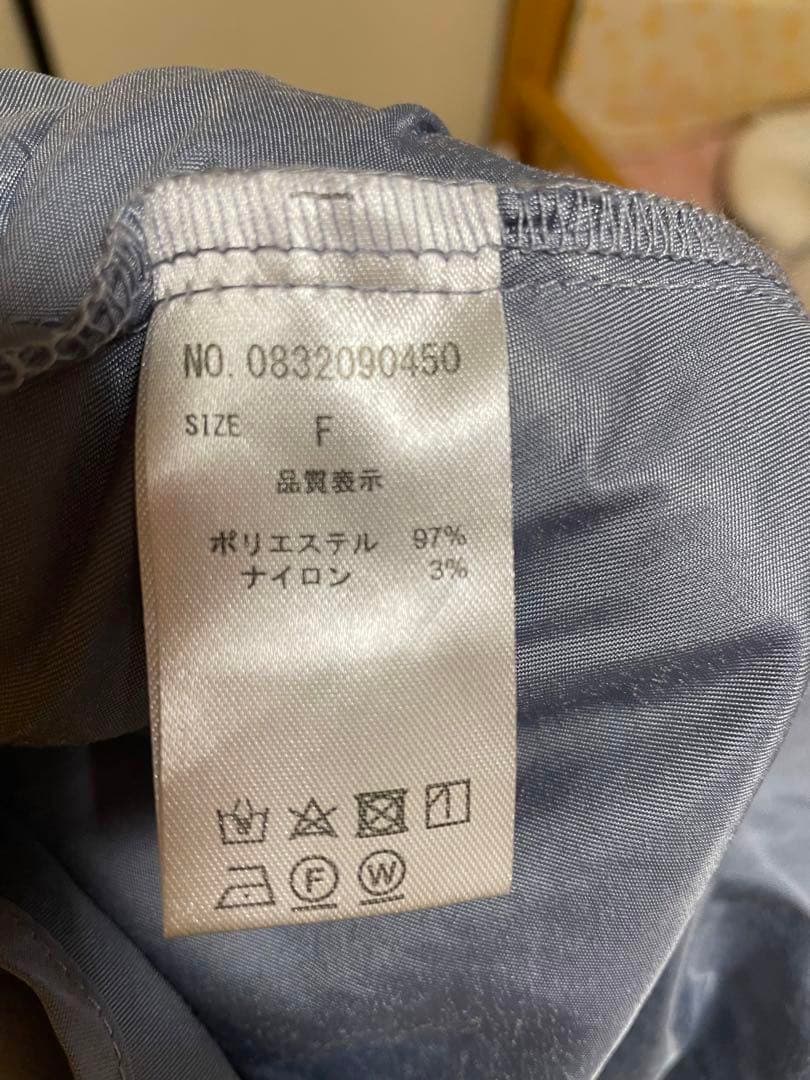 NO. 0832090450
SIZE F
品質表示
ポリエステル 97%
ナイロン 3%
F W